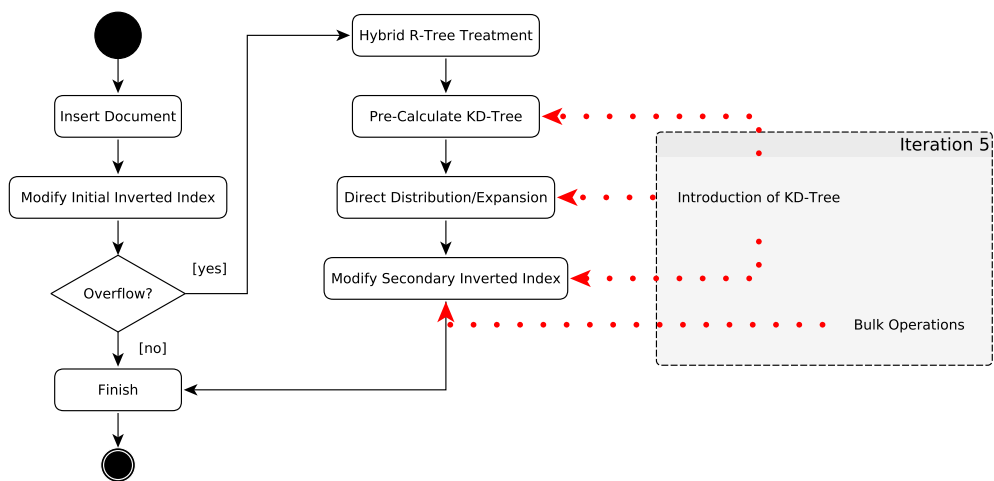 Insert Document
Modify Initial Inverted Index
Overflow?
[yes]
[no]
Finish
Hybrid R-Tree Treatment
Pre-Calculate KD-Tree
Direct Distribution/Expansion
Modify Secondary Inverted Index
Iteration 5
Introduction of KD-Tree
Bulk Operations